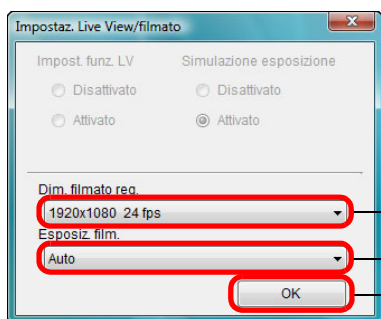 Impostaz. Live View/filmato
Impost. funz. LV
Simulazione esposizione
Disattivato
Disattivato
Attivato
Attivato
Dim. filmato reg.
1920x1080 24 fps
Esposiz. film.
Auto
OK